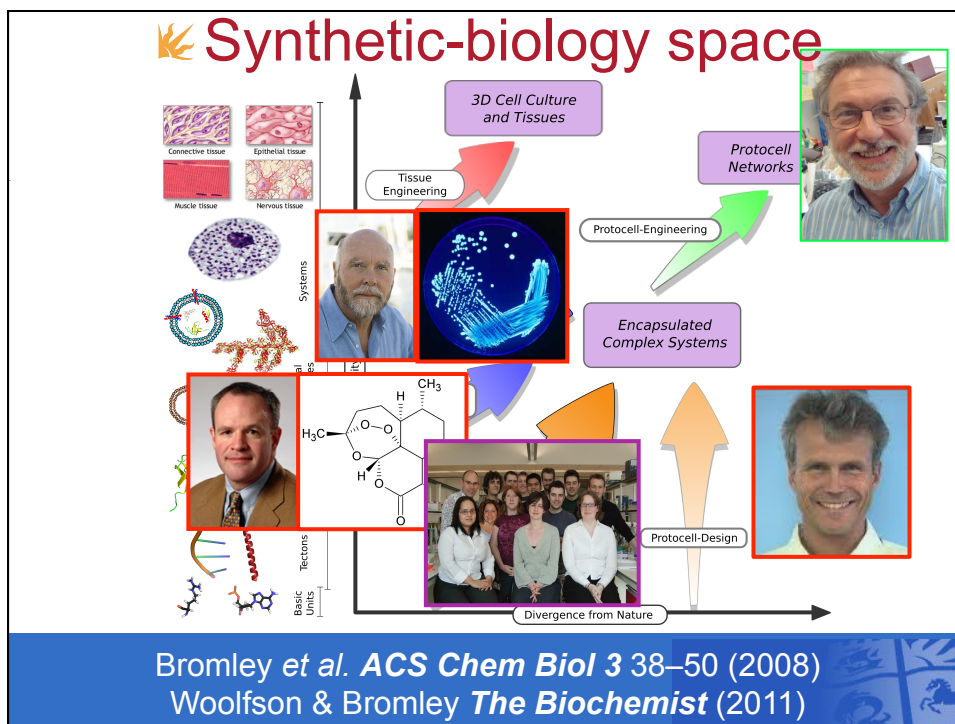 Synthetic-biology space
3D Cell Culture
and Tissues
Connective tissue
Epithelial tissue
Muscle tissue
Nervous tissue
Tissue
Engineering
Protocell
Networks
Protocell-Engineering
Systems
Encapsulated
Complex Systems
CH₃
H
H₃C
O
O
O
H
O
O
Protocell-Design
Tectons
Basic
Units
Divergence from Nature
Bromley et al. ACS Chem Biol 3 38–50 (2008)
Woolfson & Bromley The Biochemist (2011)